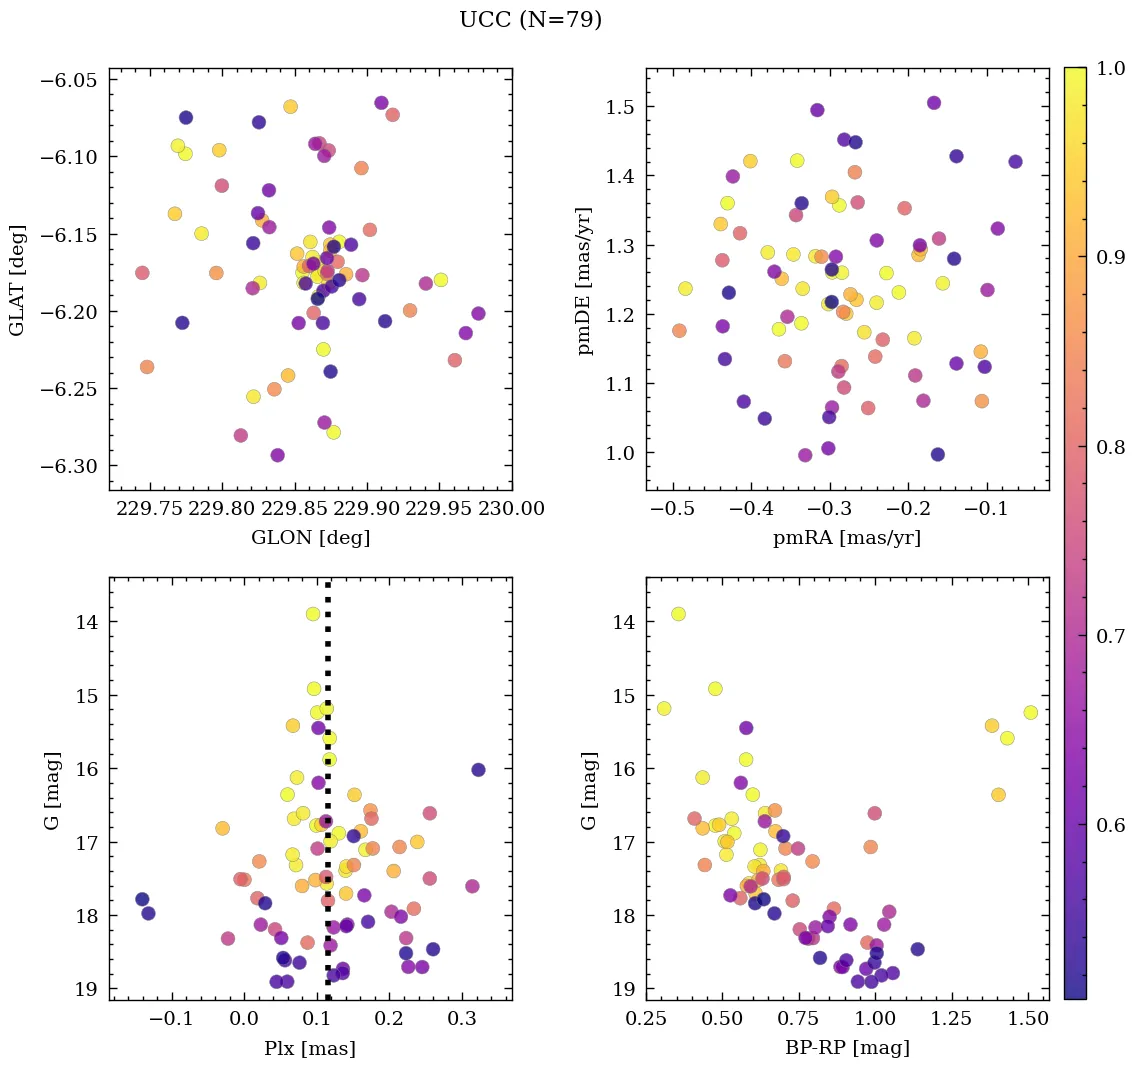 UCC (N=79)
−6.05
−6.10
−6.15
−6.20
−6.25
−6.30
GLAT [deg]
229.75 229.80 229.85 229.90 229.95 230.00
GLON [deg]
1.5
1.4
1.3
1.2
1.1
1.0
pmDE [mas/yr]
−0.5 −0.4 −0.3 −0.2 −0.1
pmRA [mas/yr]
1.0
0.9
0.8
0.7
0.6
14
15
16
17
18
19
G [mag]
−0.1 0.0 0.1 0.2 0.3
Plx [mas]
14
15
16
17
18
19
G [mag]
0.25 0.50 0.75 1.00 1.25 1.50
BP-RP [mag]